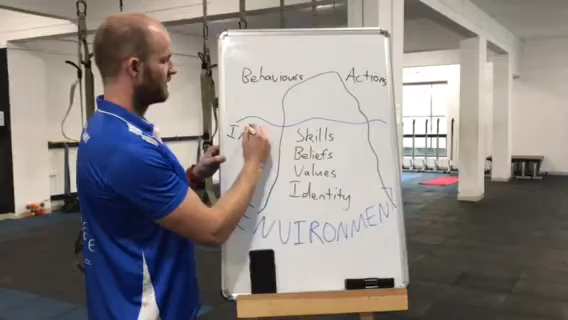 Behaviours Actions
Skills
Beliefs
Values
Identity
ENVIRONMENT